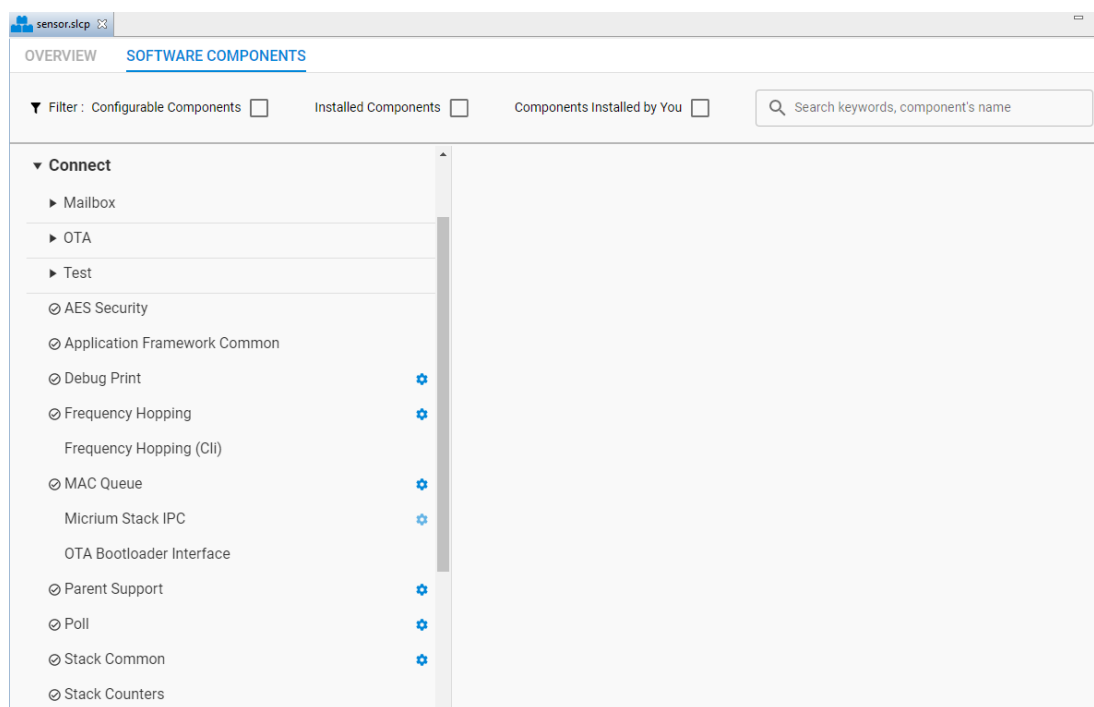 sensor.slcp
OVERVIEW SOFTWARE COMPONENTS
Filter : Configurable Components Installed Components Components Installed by You Search keywords, component's name
Connect
Mailbox
OTA
Test
AES Security
Application Framework Common
Debug Print
Frequency Hopping
Frequency Hopping (Cli)
MAC Queue
Micrium Stack IPC
OTA Bootloader Interface
Parent Support
Poll
Stack Common
Stack Counters